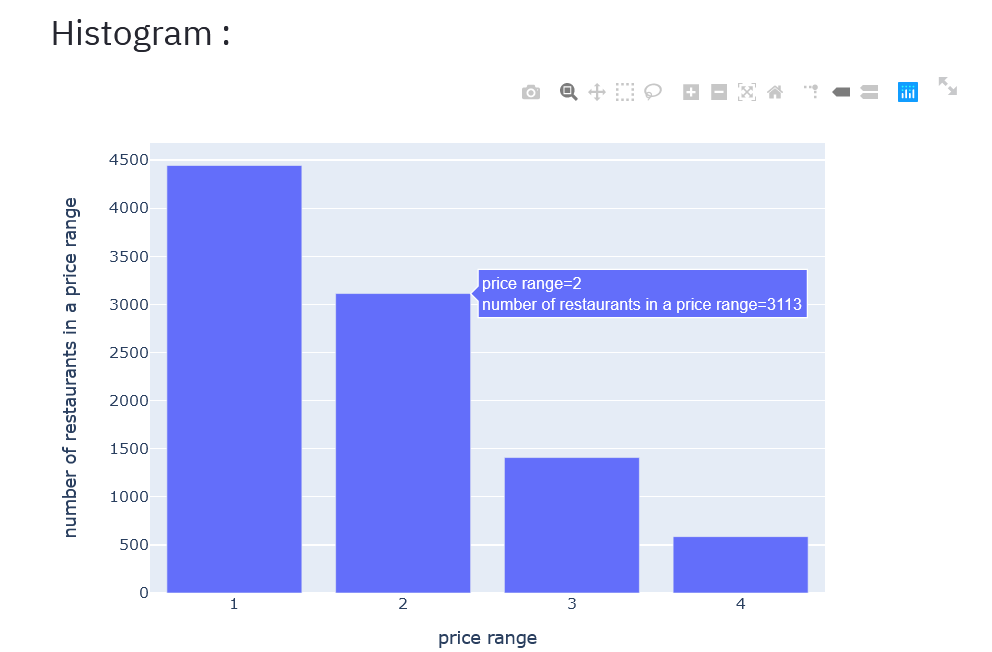 Histogram :
4500
4000
3500
3000
2500
2000
1500
1000
500
0
number of restaurants in a price range
price range=2
number of restaurants in a price range=3113
1 2 3 4
price range